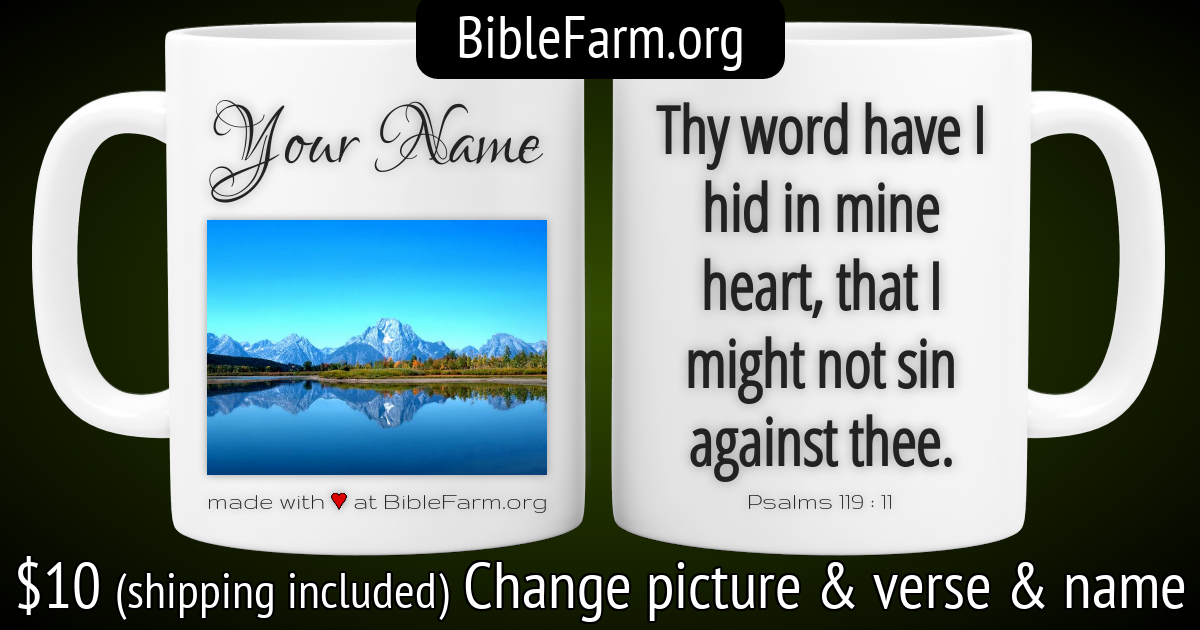 BibleFarm.org
Your Name
made with ♥ at BibleFarm.org
Thy word have I
hid in mine
heart, that I
might not sin
against thee.
Psalms 119 : 11
$10 (shipping included) Change picture & verse & name